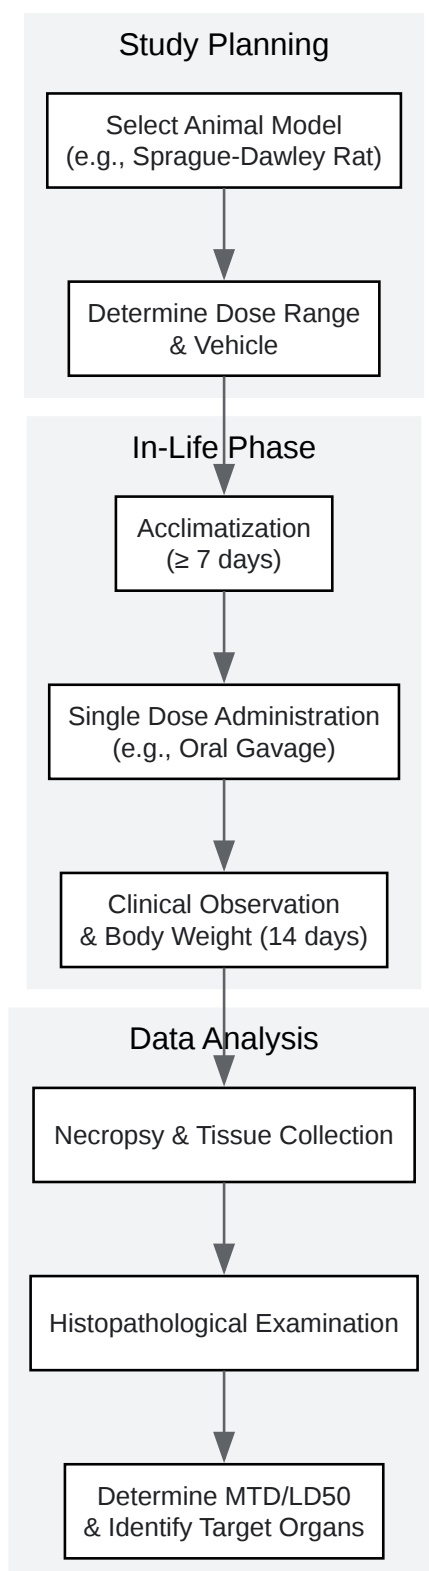 Study Planning
Select Animal Model
(e.g., Sprague-Dawley Rat)
Determine Dose Range
& Vehicle
In-Life Phase
Acclimatization
(≥ 7 days)
Single Dose Administration
(e.g., Oral Gavage)
Clinical Observation
& Body Weight (14 days)
Data Analysis
Necropsy & Tissue Collection
Histopathological Examination
Determine MTD/LD50
& Identify Target Organs